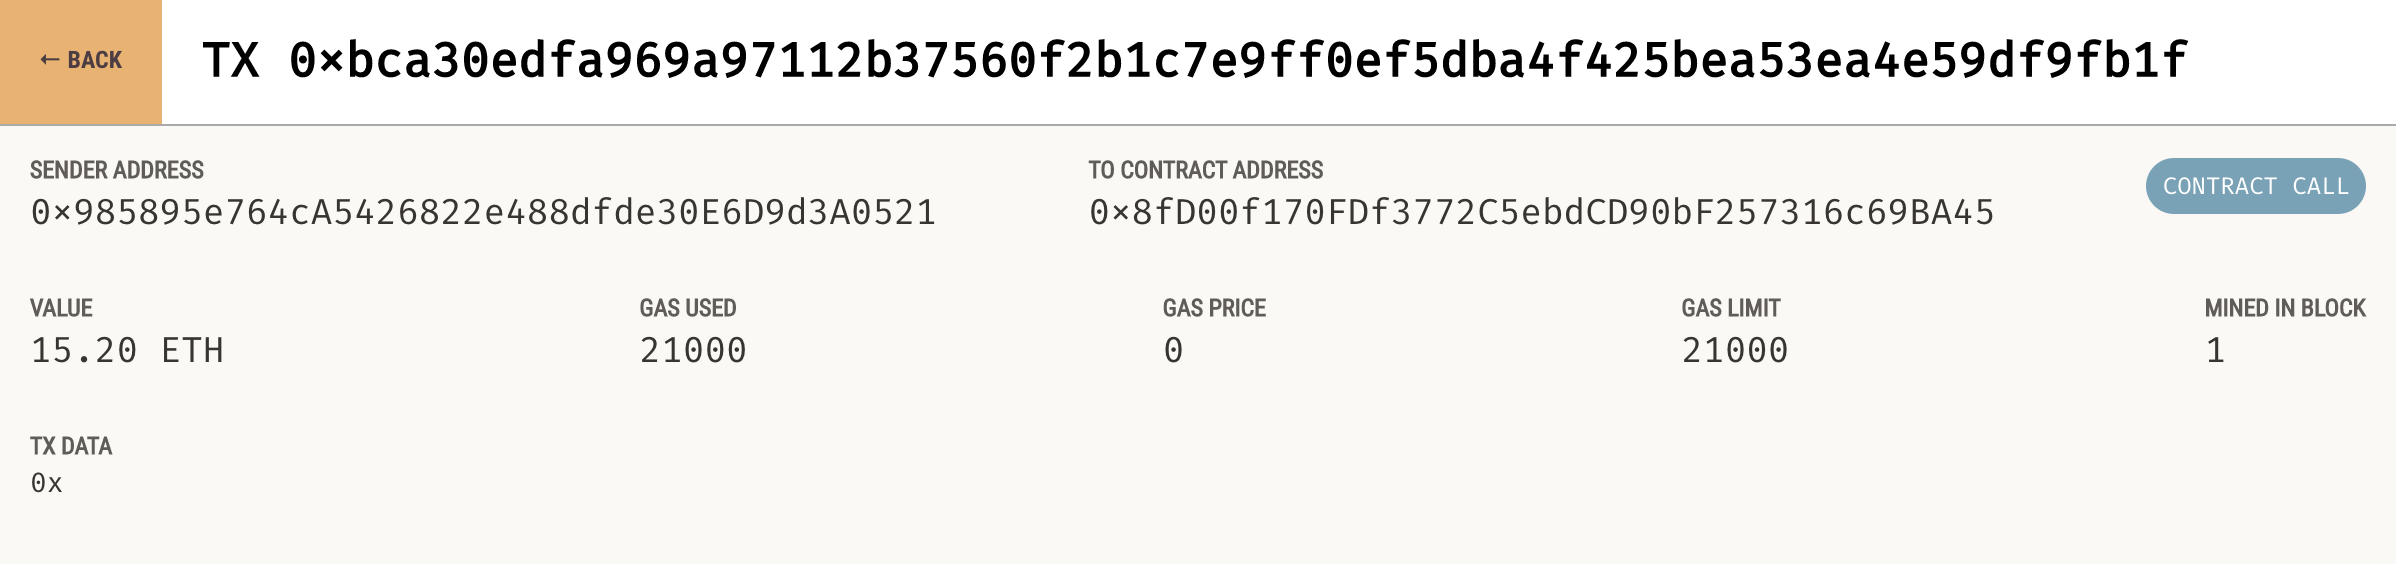 ← BACK
TX 0×bca30edfa969a97112b37560f2b1c7e9ff0ef5dba4f425bea53ea4e59df9fb1f
SENDER ADDRESS
0×985895e764cA5426822e488dfde30E6D9d3A0521
TO CONTRACT ADDRESS
0×8fD00f170FDf3772C5ebdCD90bF257316c69BA45
CONTRACT CALL
VALUE
15.20 ETH
GAS USED
21000
GAS PRICE
0
GAS LIMIT
21000
MINED IN BLOCK
1
TX DATA
0x